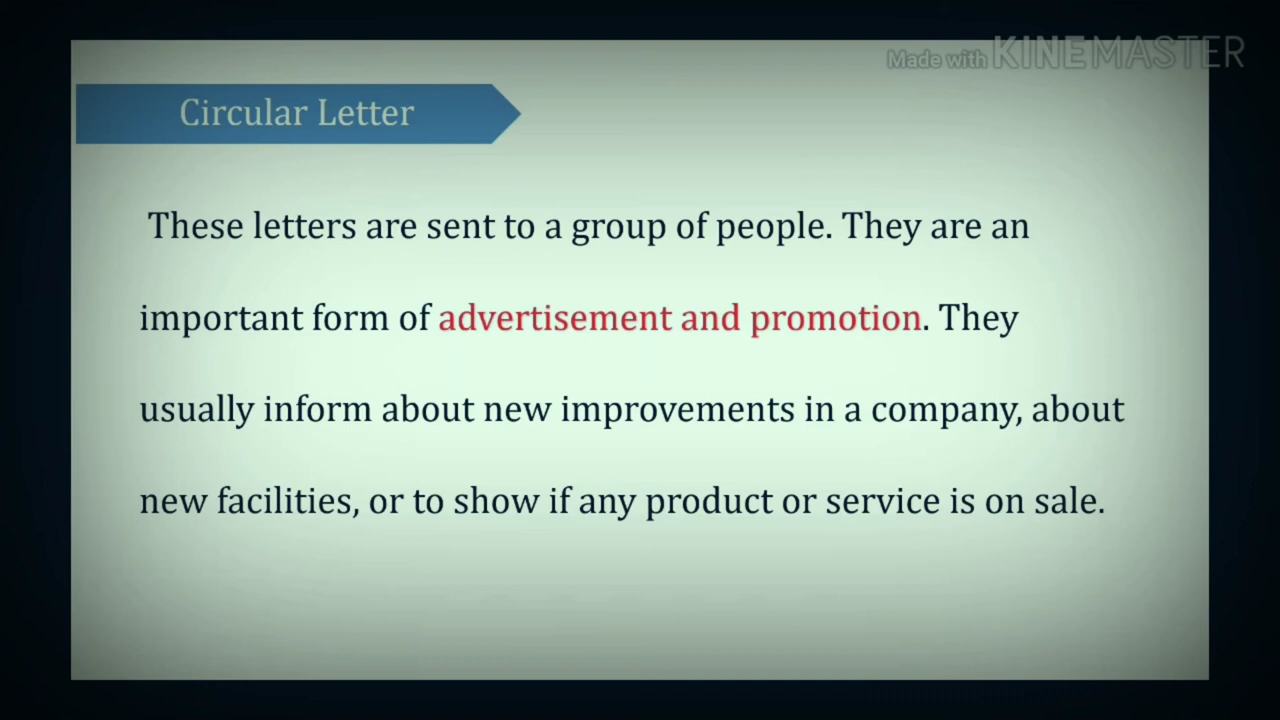 Made with KINEMASTER
Circular Letter
These letters are sent to a group of people. They are an
important form of advertisement and promotion. They
usually inform about new improvements in a company, about
new facilities, or to show if any product or service is on sale.